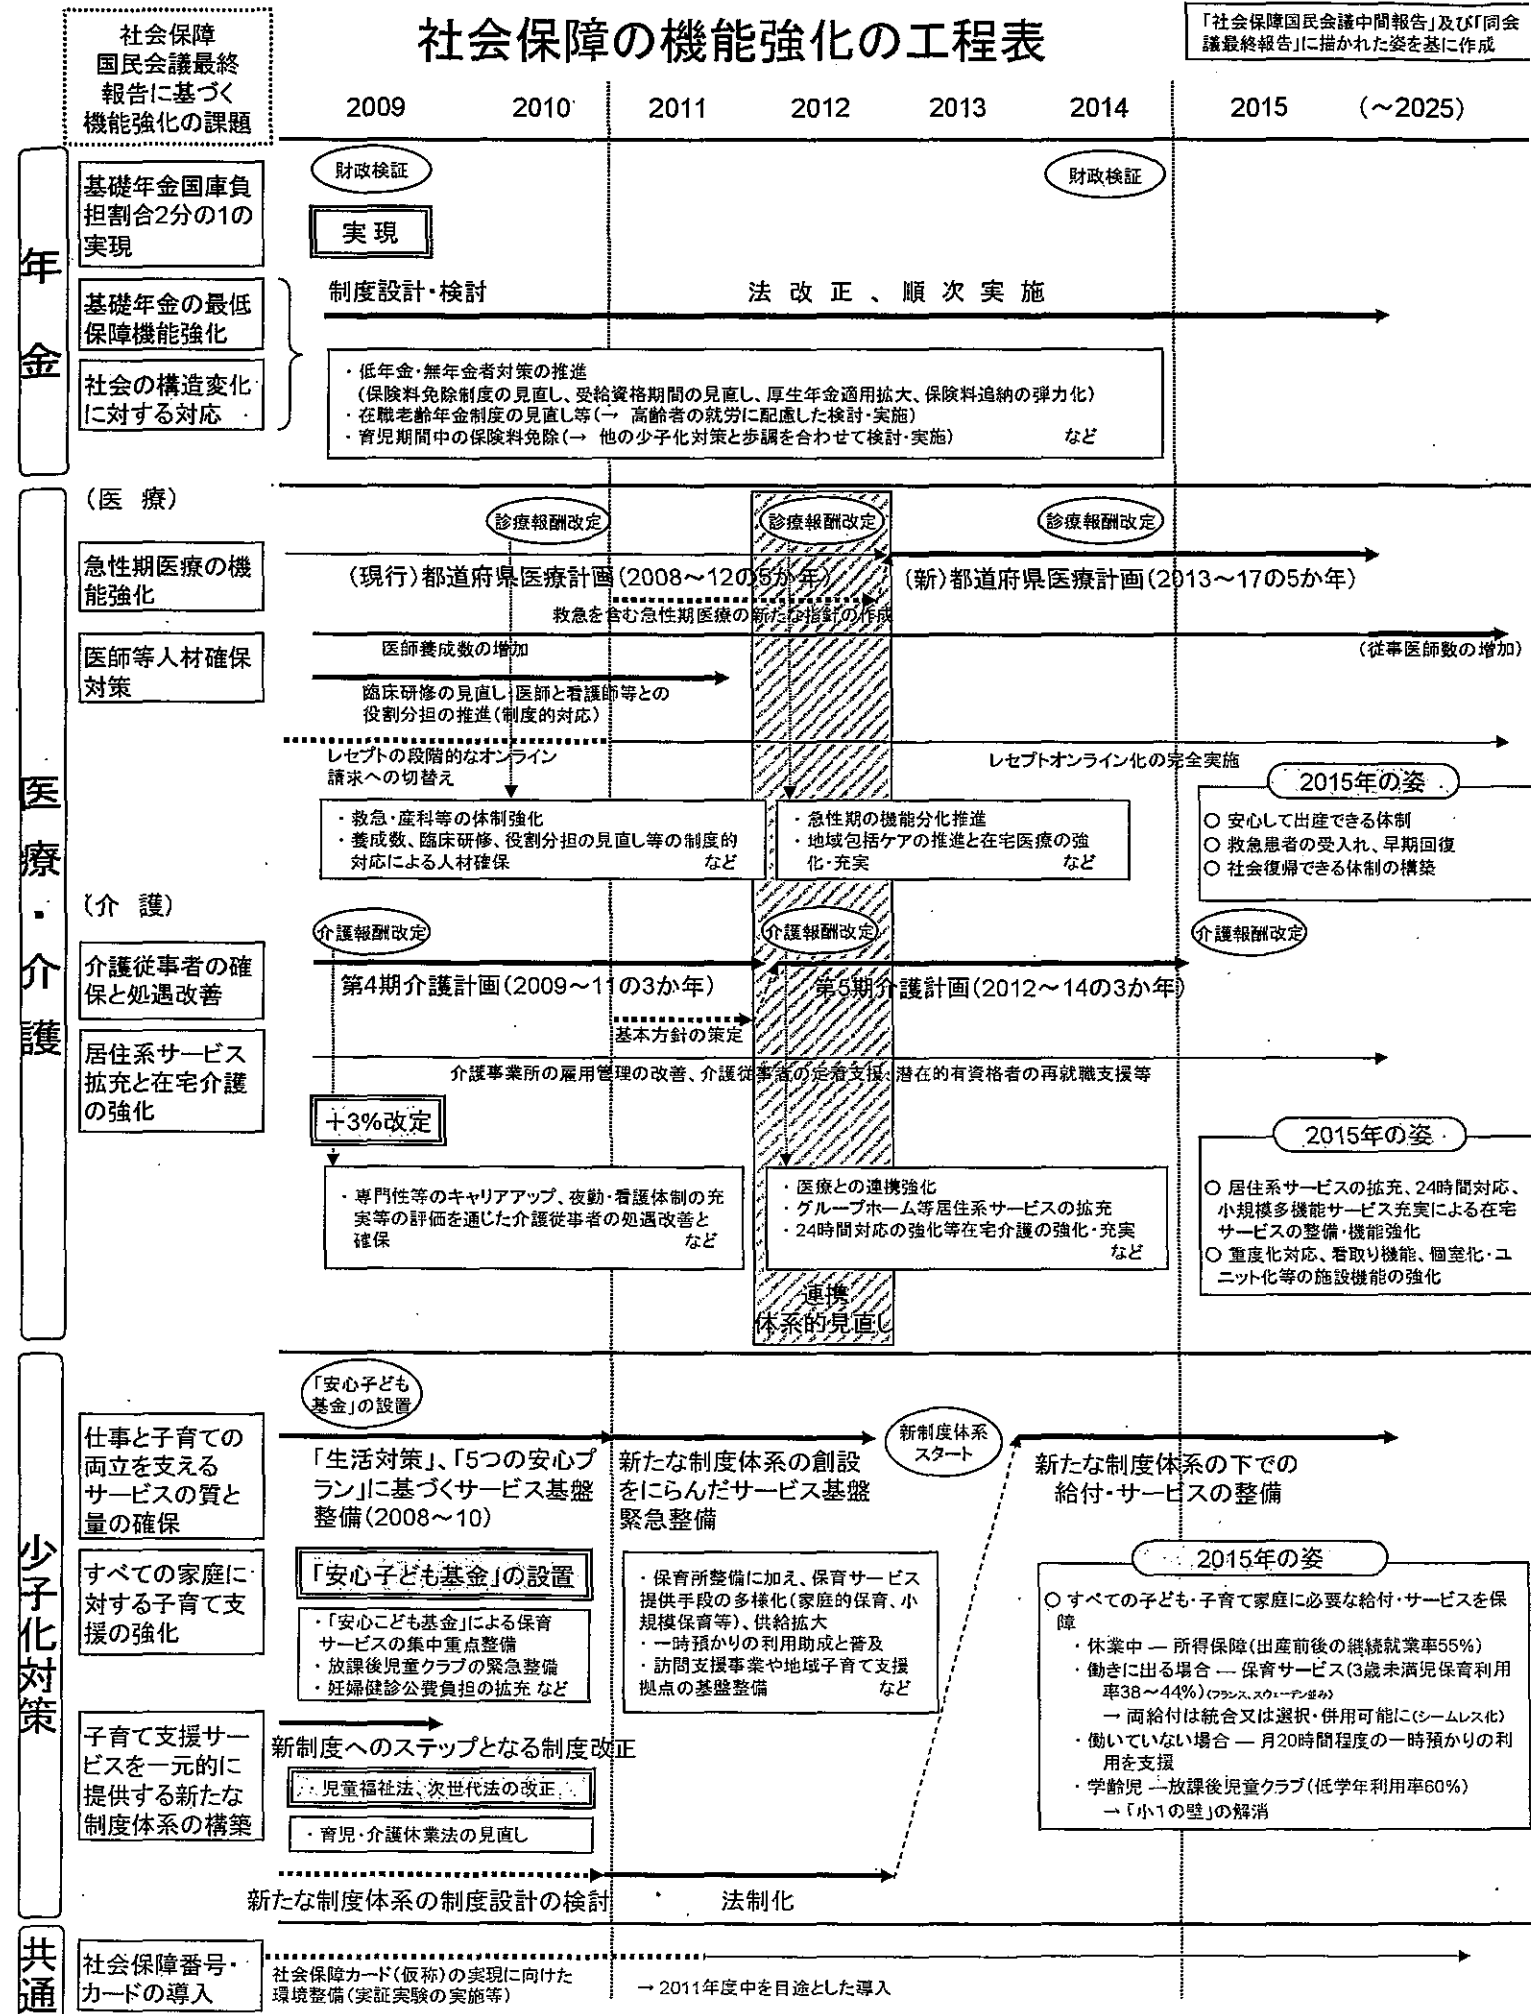 社会保障の機能強化の工程表
「社会保障国民会議中間報告」及び「同会
議最終報告」に描かれた姿を基に作成
社会保障
国民会議最終
報告に基づく
機能強化の課題
2009
2010
2011
2012
2013
2014
2015
(～2025)
年金
基礎年金国庫負
担割合2分の1の
実現
財政検証
財政検証
実現
基礎年金の最低
保障機能強化
社会の構造変化
に対する対応
制度設計・検討
法改正、順次実施
・低年金・無年金者対策の推進
(保険料免除制度の見直し、受給資格期間の見直し、厚生年金適用拡大、保険料追納の弾力化)
・在職老齢年金制度の見直し等(→ 高齢者の就労に配慮した検討・実施)
・育児期間中の保険料免除(→ 他の少子化対策と歩調を合わせて検討・実施) など
医療・介護
(医 療)
診療報酬改定
診療報酬改定
診療報酬改定
急性期医療の機
能強化
(現行)都道府県医療計画(2008～12の5か年)
(新)都道府県医療計画(2013～17の5か年)
救急を含む急性期医療の新たな指針の作成
医師等人材確保
対策
医師養成数の増加
(従事医師数の増加)
臨床研修の見直し、医師と看護師等との
役割分担の推進(制度的対応)
レセプトの段階的なオンライン
請求への切替え
レセプトオンライン化の完全実施
・救急・産科等の体制強化
・養成数、臨床研修、役割分担の見直し等の制度的
対応による人材確保 など
・急性期の機能分化推進
・地域包括ケアの推進と在宅医療の強
化・充実 など
2015年の姿
○ 安心して出産できる体制
○ 救急患者の受入れ、早期回復
○ 社会復帰できる体制の構築
(介 護)
介護報酬改定
介護報酬改定
介護報酬改定
介護従事者の確
保と処遇改善
第4期介護計画(2009～11の3か年)
第5期介護計画(2012～14の3か年)
基本方針の策定
居住系サービス
拡充と在宅介護
の強化
介護事業所の雇用管理の改善、介護従事者の定着支援・潜在的有資格者の再就職支援等
+3%改定
・専門性等のキャリアアップ、夜勤・看護体制の充
実等の評価を通じた介護従事者の処遇改善と
確保 など
・医療との連携強化
・グループホーム等居住系サービスの拡充
・24時間対応の強化等在宅介護の強化・充実
など
2015年の姿
○ 居住系サービスの拡充、24時間対応、
小規模多機能サービス充実による在宅
サービスの整備・機能強化
○ 重度化対応、看取り機能、個室化・ユ
ニット化等の施設機能の強化
連携
体系的見直し
少子化対策
「安心子ども
基金」の設置
仕事と子育ての
両立を支える
サービスの質と
量の確保
「生活対策」、「5つの安心プ
ラン」に基づくサービス基盤
整備(2008～10)
新たな制度体系の創設
をにらんだサービス基盤
緊急整備
新制度体系
スタート
新たな制度体系の下での
給付・サービスの整備
すべての家庭に
対する子育て支
援の強化
「安心子ども基金」の設置
・「安心こども基金」による保育
サービスの集中重点整備
・放課後児童クラブの緊急整備
・妊婦健診公費負担の拡充 など
・保育所整備に加え、保育サービス
提供手段の多様化(家庭的保育、小
規模保育等)、供給拡大
・一時預かりの利用助成と普及
・訪問支援事業や地域子育て支援
拠点の基盤整備 など
2015年の姿
○ すべての子ども・子育て家庭に必要な給付・サービスを保
障
・休業中 ― 所得保障(出産前後の継続就業率55%)
・働きに出る場合 ― 保育サービス(3歳未満児保育利用
率38～44%)(フランス、スウェーデン並み)
→ 両給付は統合又は選択・併用可能に(シームレス化)
・働いていない場合 ― 月20時間程度の一時預かりの利
用を支援
・学齢児 ―放課後児童クラブ(低学年利用率60%)
→ 「小1の壁」の解消
子育て支援サー
ビスを一元的に
提供する新たな
制度体系の構築
新制度へのステップとなる制度改正
・児童福祉法、次世代法の改正
・育児・介護休業法の見直し
新たな制度体系の制度設計の検討
法制化
共通
社会保障番号・
カードの導入
社会保障カード(仮称)の実現に向けた
環境整備(実証実験の実施等)
→ 2011年度中を目途とした導入